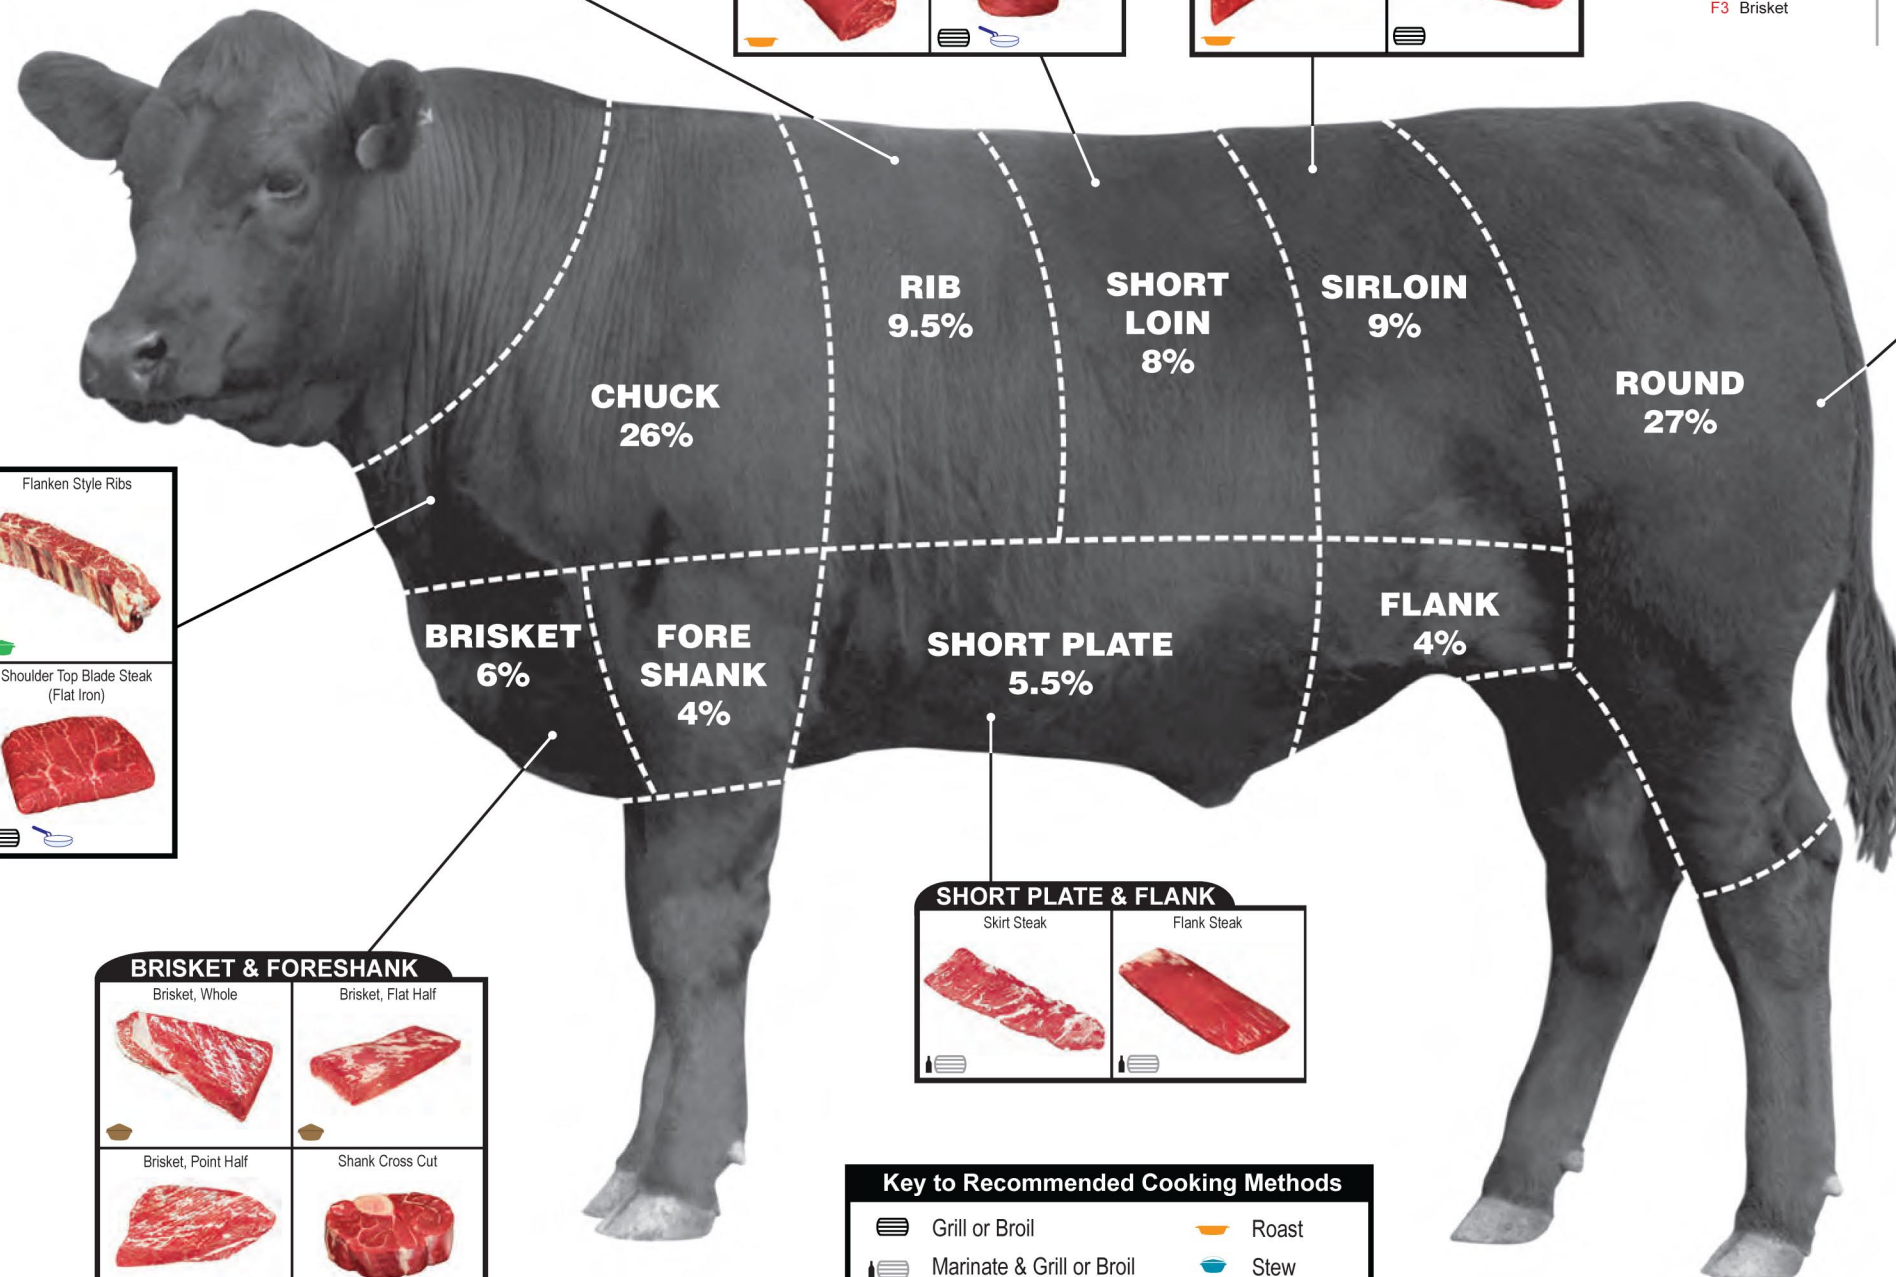 F3 Brisket
RIB
9.5%
SHORT
LOIN
8%
SIRLOIN
9%
CHUCK
26%
ROUND
27%
Flanken Style Ribs
Shoulder Top Blade Steak
(Flat Iron)
BRISKET
6%
FORE
SHANK
4%
SHORT PLATE
5.5%
FLANK
4%
SHORT PLATE & FLANK
Skirt Steak
Flank Steak
BRISKET & FORESHANK
Brisket, Whole
Brisket, Flat Half
Brisket, Point Half
Shank Cross Cut
Key to Recommended Cooking Methods
Grill or Broil
Roast
Marinate & Grill or Broil
Stew